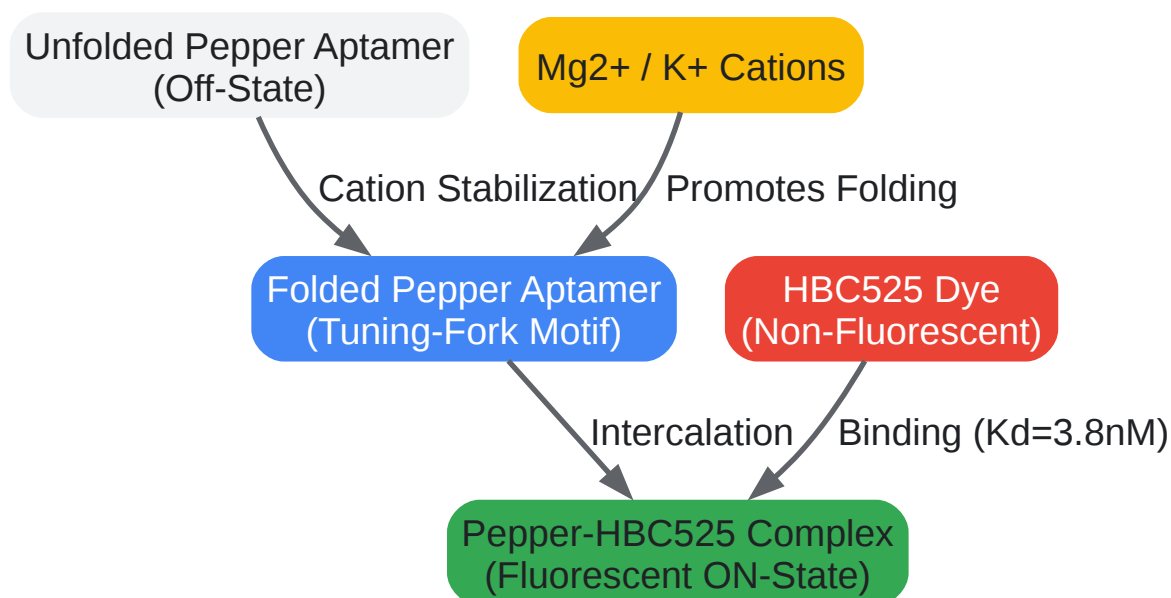 Unfolded Pepper Aptamer
(Off-State)
Mg2+ / K+ Cations
Cation Stabilization
Promotes Folding
Folded Pepper Aptamer
(Tuning-Fork Motif)
HBC525 Dye
(Non-Fluorescent)
Intercalation
Binding (Kd=3.8nM)
Pepper-HBC525 Complex
(Fluorescent ON-State)